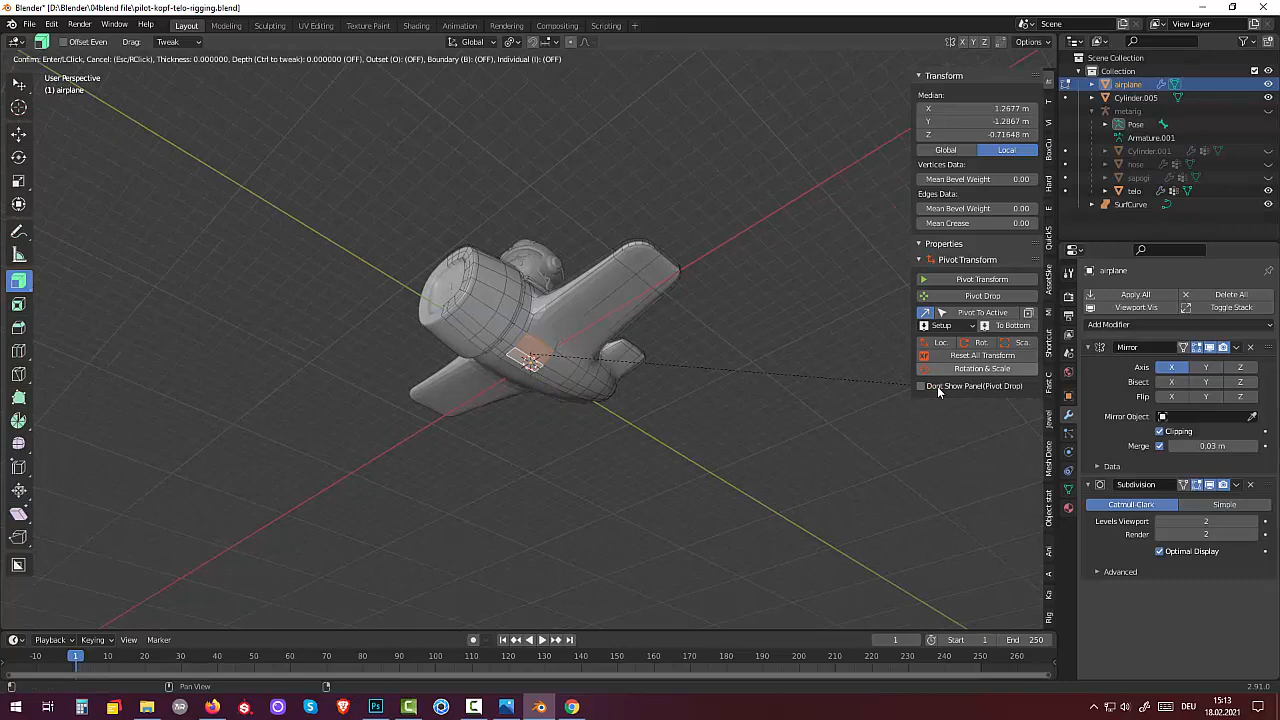 Blender* [D:\Blender\04blend file\pilot-kopf-telo-rigging.blend]
File Edit Render Window Help Layout Modeling Sculpting UV Editing Texture Paint Shading Animation Rendering Compositing Scripting Scene View Layer
Offset Even Drag: Tweak Global X Y Z Options
Confirm: Enter/LClick, Cancel: (Esc/RClick), Thickness: 0.000000, Depth (Ctrl to tweak): 0.000000 (OFF), Outset (O): (OFF), Boundary (B): (OFF), Individual (I): (OFF)
User Perspective
(1) airplane
Transform
Median:
X 1.2677 m
Y -1.2867 m
Z -0.71648 m
Global Local
Vertices Data:
Mean Bevel Weight 0.00
Edges Data:
Mean Bevel Weight 0.00
Mean Crease 0.00
Properties
Pivot Transform
Pivot Transform
Pivot Drop
Pivot To Active
Setup To Bottom
Loc. Rot. Sca.
Reset All Transform
Rotation & Scale
Dont Show Panel(Pivot Drop)
Scene Collection
Collection
airplane
Cylinder.005
metarig
Pose
Armature.001
Cylinder.001
hose
sapogi
telo
SurfCurve
airplane
Apply All Delete All
Viewport Vis Toggle Stack
Add Modifier
Mirror
Axis X Y Z
Bisect X Y Z
Flip X Y Z
Mirror Object
Clipping
Merge 0.03 m
Data
Subdivision
Catmull-Clark Simple
Levels Viewport 2
Render 2
Optimal Display
Advanced
Playback Keying View Marker 1 Start 1 End 250
-10 1 10 20 30 40 50 60 70 80 90 100 110 120 130 140 150 160 170 180 190 200 210 220 230 240 250 260
Pan View 2.91.0
DEU 15:13
18.02.2021